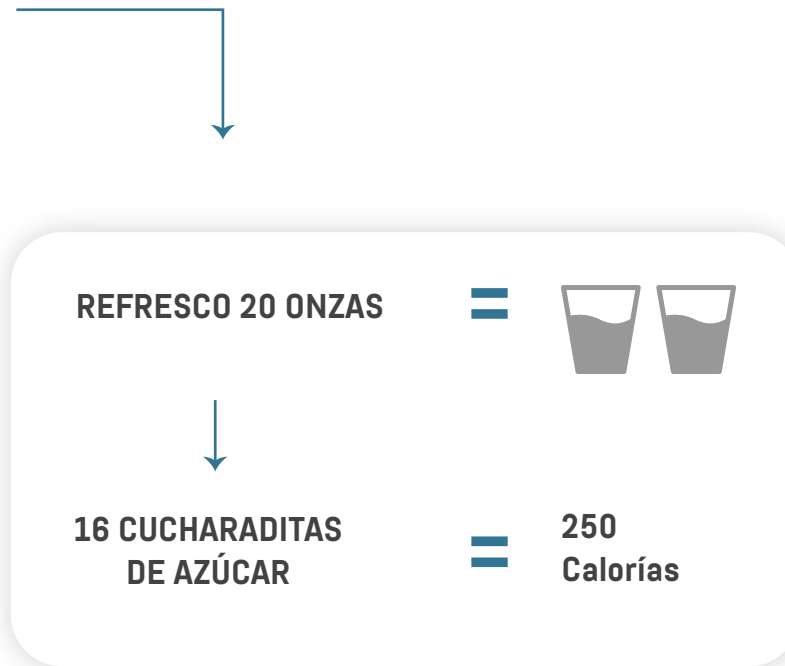 REFRESCO 20 ONZAS
=
16 CUCHARADITAS
DE AZÚCAR
=
250
Calorías